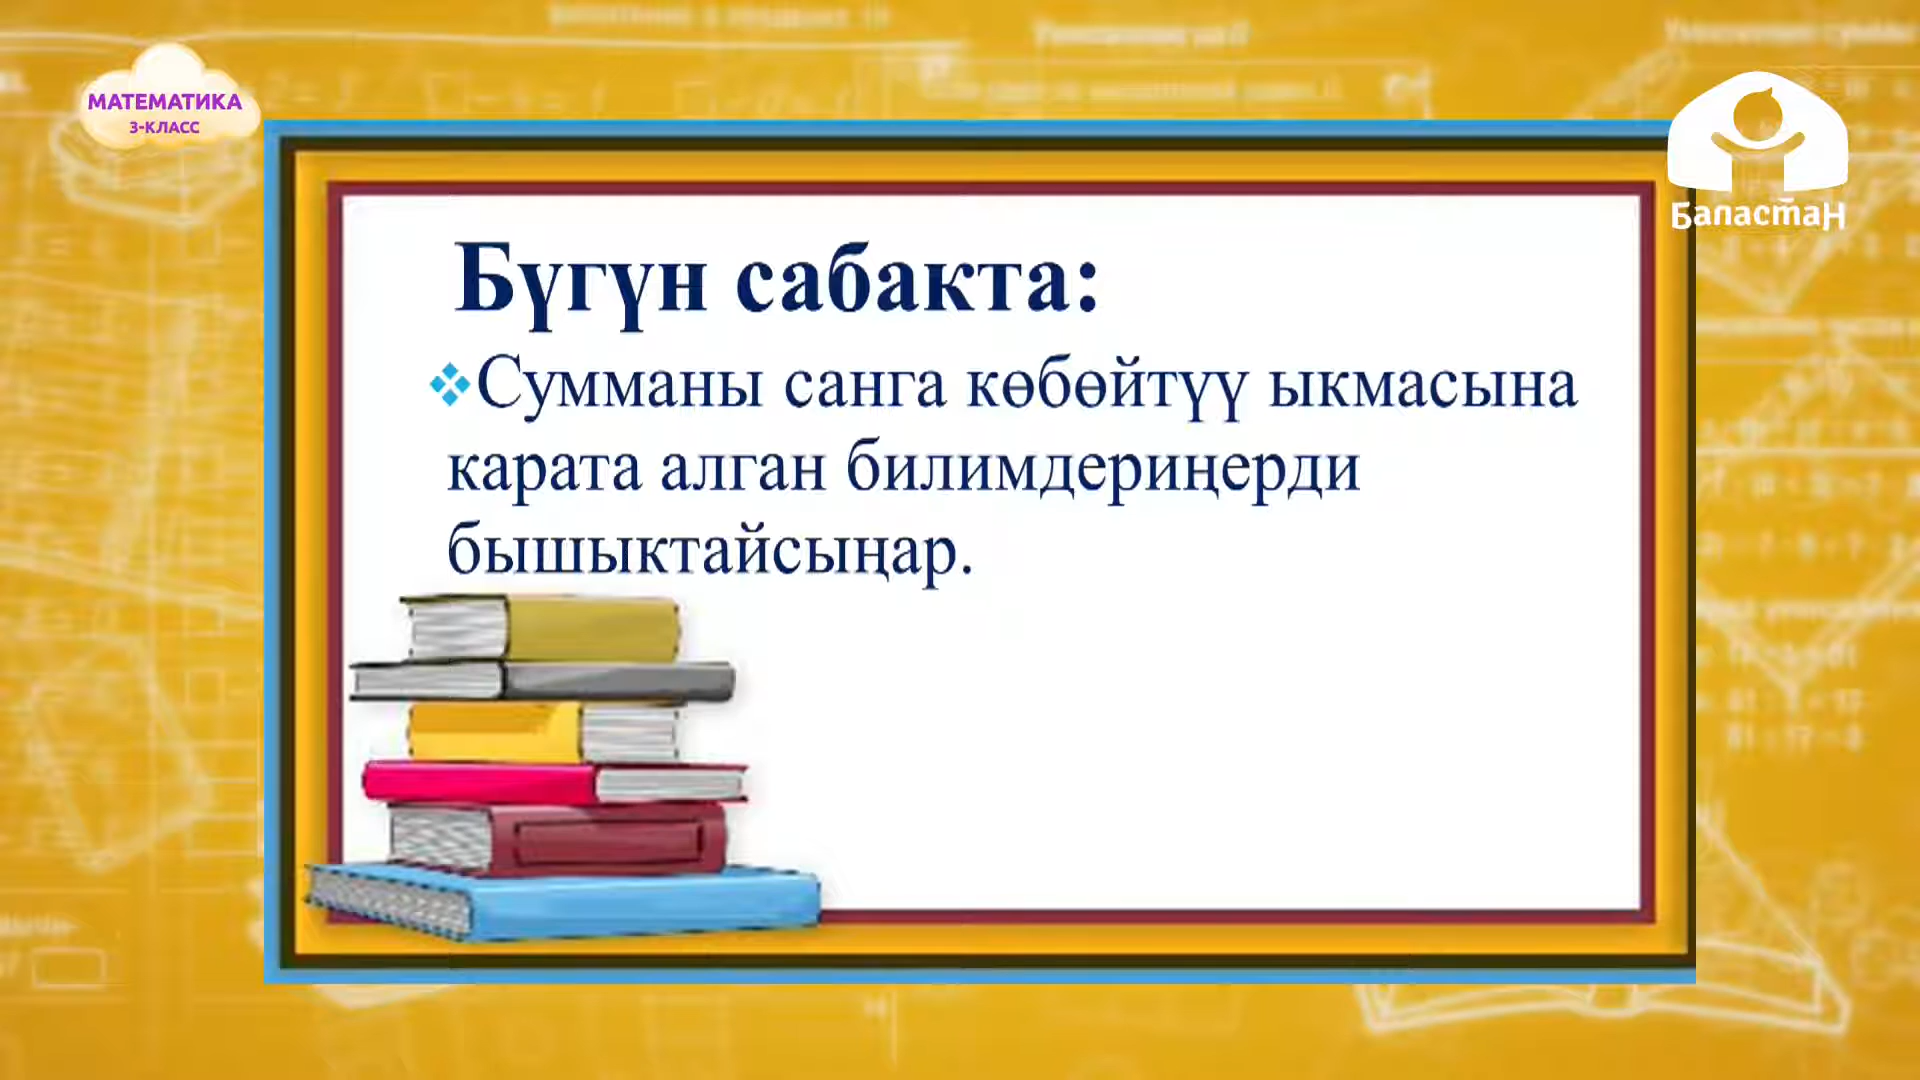 МАТЕМАТИКА
3-КЛАСС
Баластан
Бүгүн сабакта:
Сумманы санга көбөйтүү ыкмасына
карата алган билимдериңерди
бышыктайсыңар.